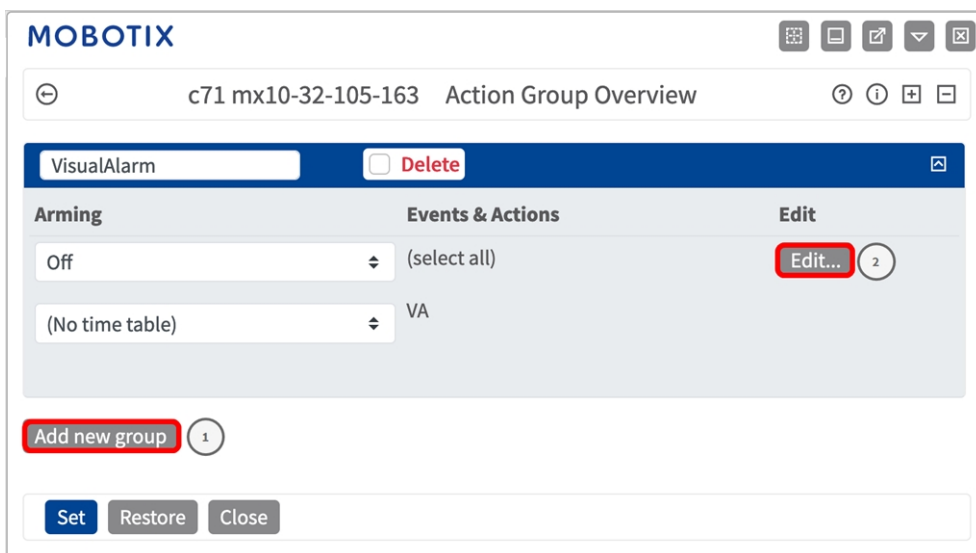 MOBOTIX
c71 mx10-32-105-163 Action Group Overview
VisualAlarm
Delete
Arming Events & Actions Edit
Off (select all) Edit... 2
(No time table) VA
Add new group 1
Set Restore Close